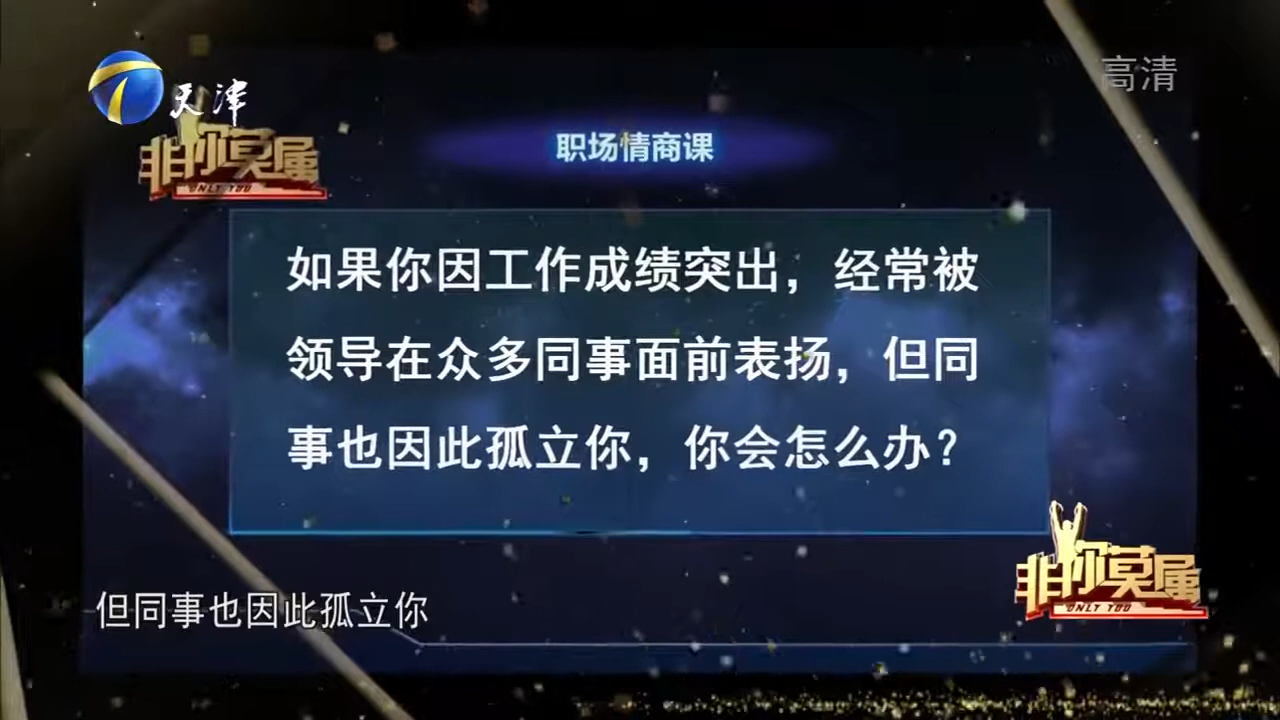 天津
高清
非你莫属
ONLY YOU
职场情商课
如果你因工作成绩突出，经常被
领导在众多同事面前表扬，但同
事也因此孤立你，你会怎么办？
非你莫属
ONLY YOU
但同事也因此孤立你